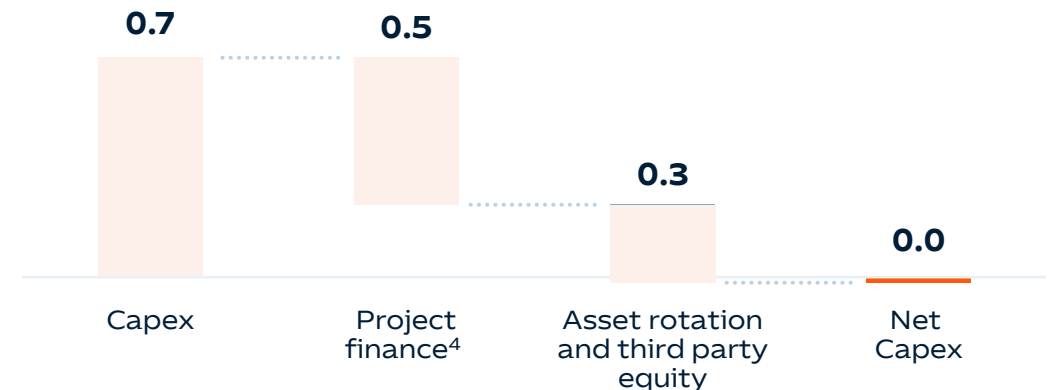 0.7
0.5
0.3
0.0
Capex
Project
finance⁴
Asset rotation
and third party
equity
Net
Capex